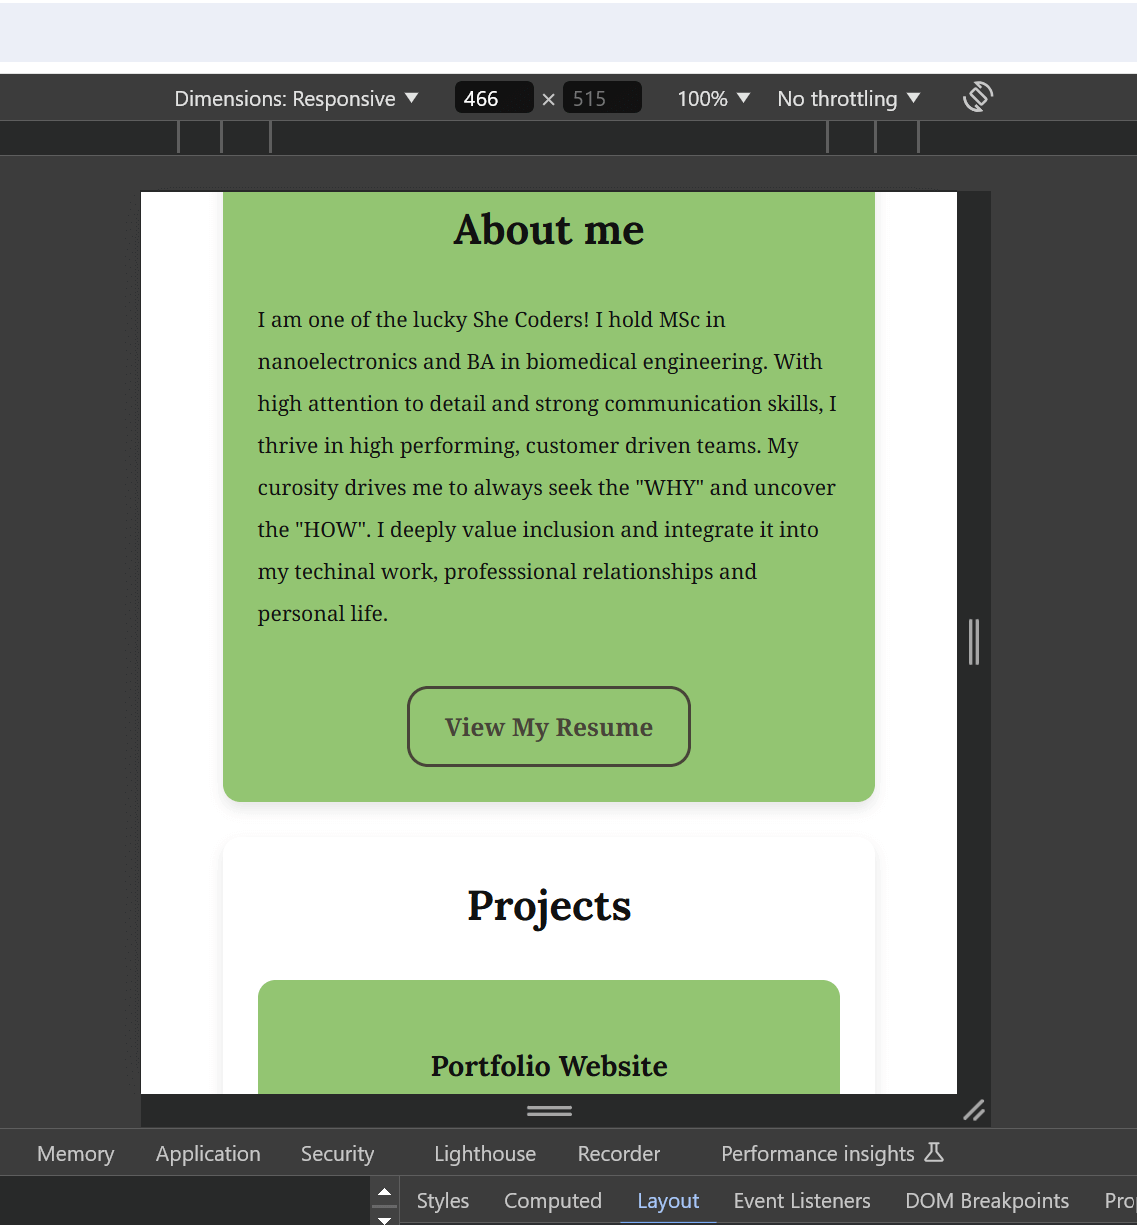 Dimensions: Responsive ▼ 466 × 515 100% ▼ No throttling ▼
About me
I am one of the lucky She Coders! I hold MSc in
nanoelectronics and BA in biomedical engineering. With
high attention to detail and strong communication skills, I
thrive in high performing, customer driven teams. My
curosity drives me to always seek the "WHY" and uncover
the "HOW". I deeply value inclusion and integrate it into
my techinal work, professsional relationships and
personal life.
View My Resume
Projects
Portfolio Website
Memory Application Security Lighthouse Recorder Performance insights
Styles Computed Layout Event Listeners DOM Breakpoints